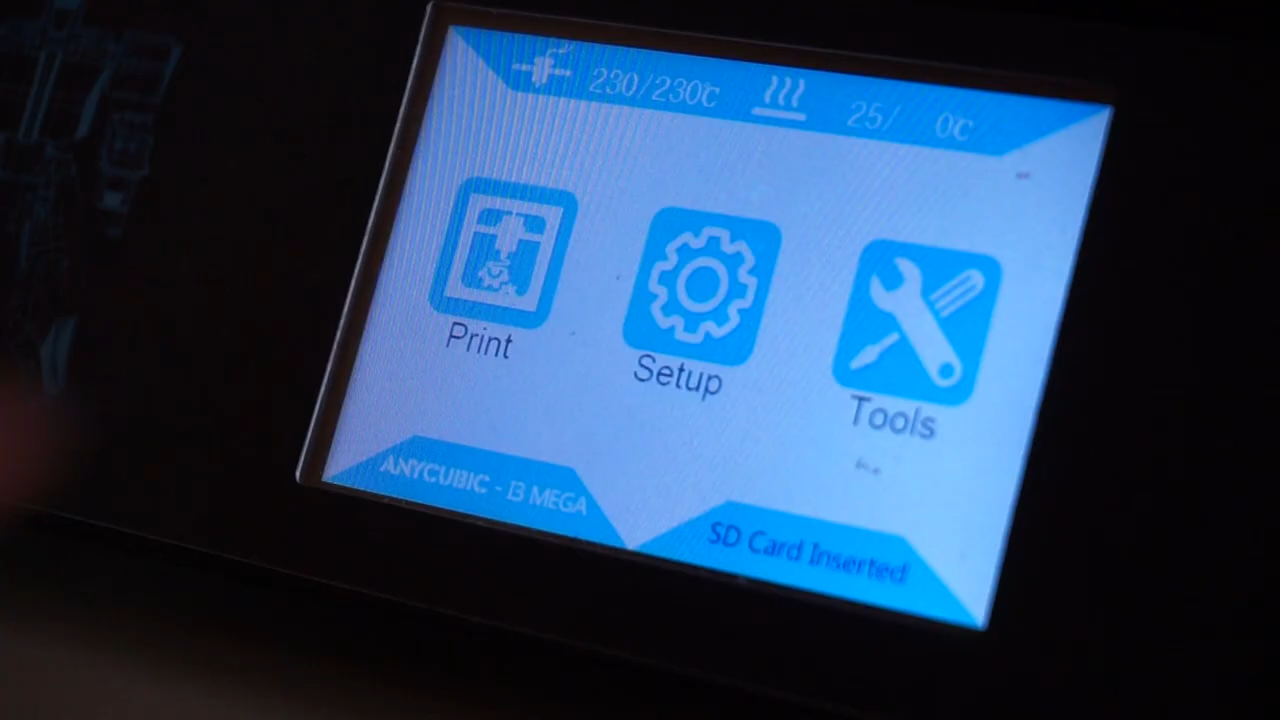 230/230℃ 25/ 0℃
Print
Setup
Tools
ANYCUBIC - I3 MEGA
SD Card Inserted